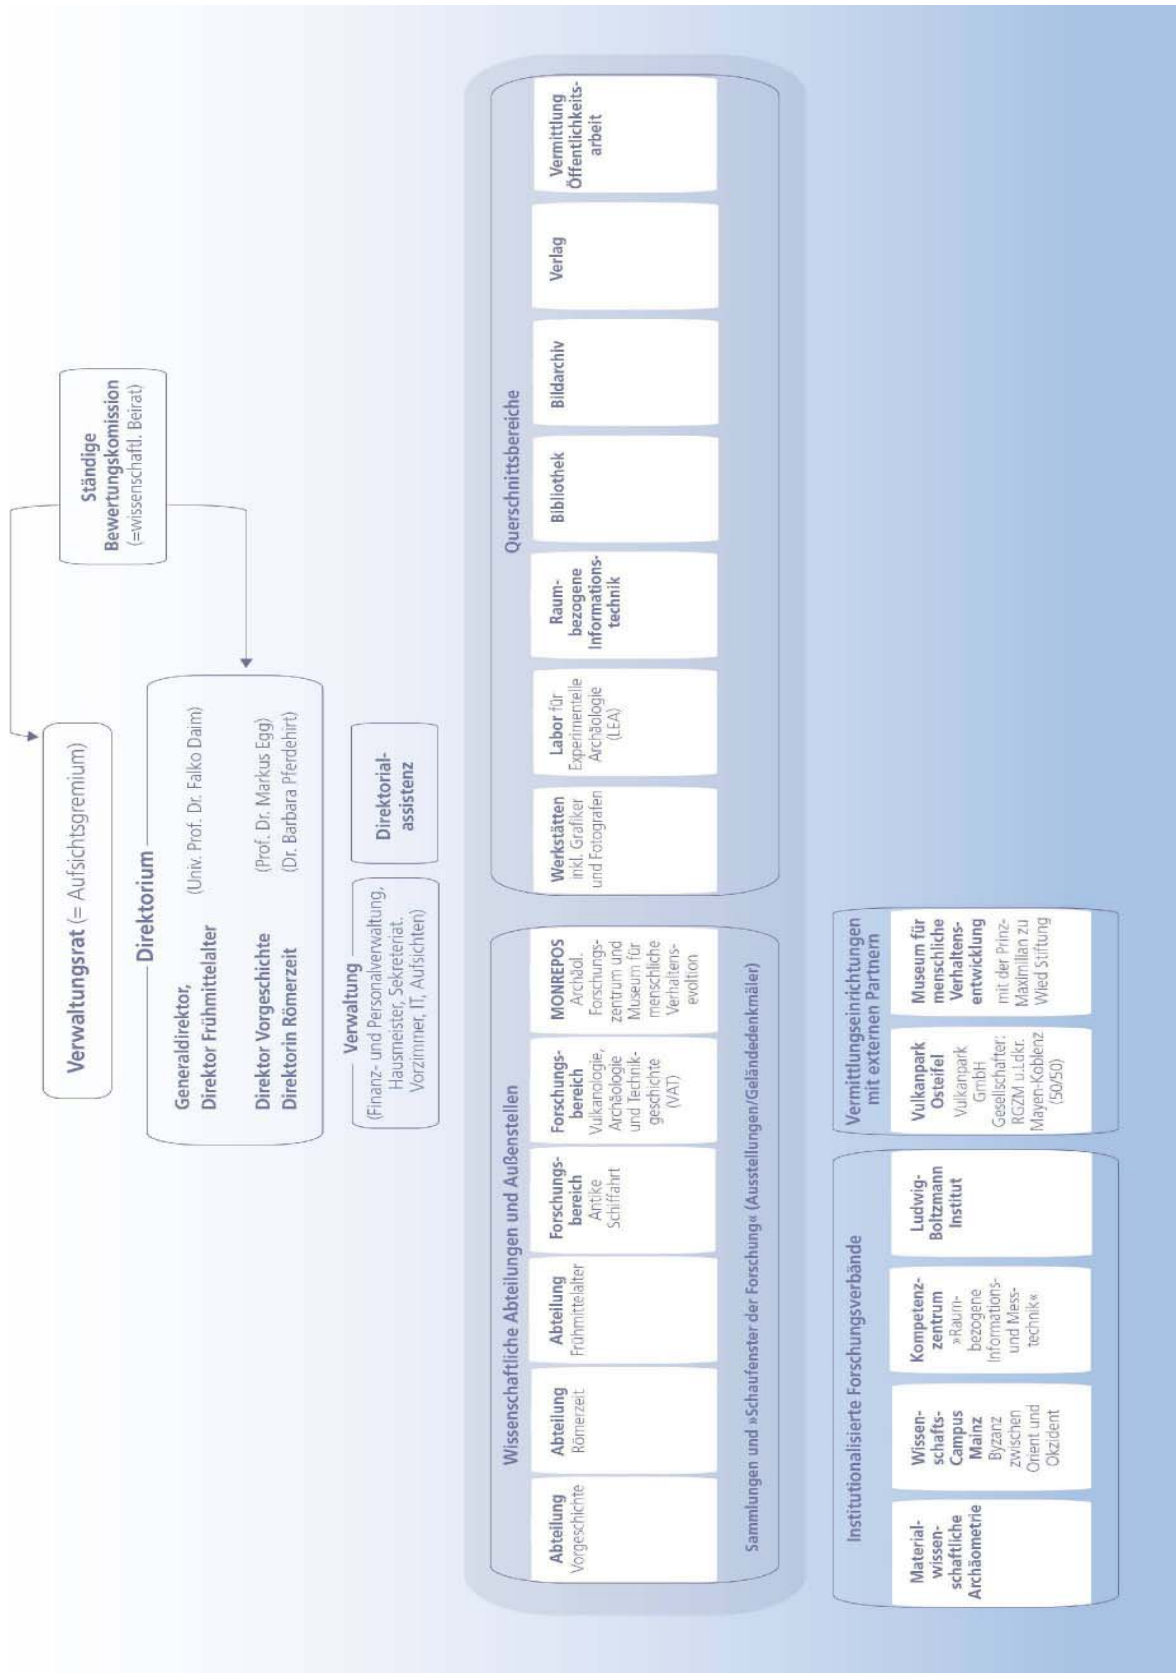 Verwaltungsrat (= Aufsichtsgremium)
Ständige
Bewertungskomission
(=wissenschaftl. Beirat)
Direktorium
Generaldirektor,
Direktor Frühmittelalter
(Univ. Prof. Dr. Falko Daim)
Direktor Vorgeschichte
(Prof. Dr. Markus Egg)
Direktorin Römerzeit
(Dr. Barbara Pferdehirt)
Verwaltung
(Finanz- und Personalverwaltung,
Hausmeister, Sekreteriat.
Vorzimmer, IT, Aufsichten)
Direktorial-
assistenz
Wissenschaftliche Abteilungen und Außenstellen
Abteilung
Vorgeschichte
Abteilung
Römerzeit
Abteilung
Frühmittelalter
Forschungs-
bereich
Antike
Schiffahrt
Forschungs-
bereich
Vulkanologie,
Archäologie
und Technik-
geschichte
(VAT)
MONREPOS
Archäol.
Forschungs-
zentrum und
Museum für
menschliche
Verhaltens-
evoltion
Sammlungen und »Schaufenster der Forschung« (Ausstellungen/Geländedenkmäler)
Querschnittsbereiche
Werkstätten
inkl. Grafiker
und Fotografen
Labor für
Experimentelle
Archäologie
(LEA)
Raum-
bezogene
Informations-
technik
Bibliothek
Bildarchiv
Verlag
Vermittlung
Öffentlichkeits-
arbeit
Institutionalisierte Forschungsverbände
Material-
wissen-
schaftliche
Archäometrie
Wissen-
schafts-
Campus
Mainz
Byzanz
zwischen
Orient und
Okzident
Kompetenz-
zentrum
»Raum-
bezogene
Informations-
und Mess-
technik«
Ludwig-
Boltzmann
Institut
Vermittlungseinrichtungen
mit externen Partnern
Vulkanpark
Osteifel
Vulkanpark
GmbH
Gesellschafter:
RGZM u.Ldkr.
Mayen-Koblenz
(50/50)
Museum für
menschliche
Verhaltens-
entwicklung
mit der Prinz-
Maximilian zu
Wied Stiftung